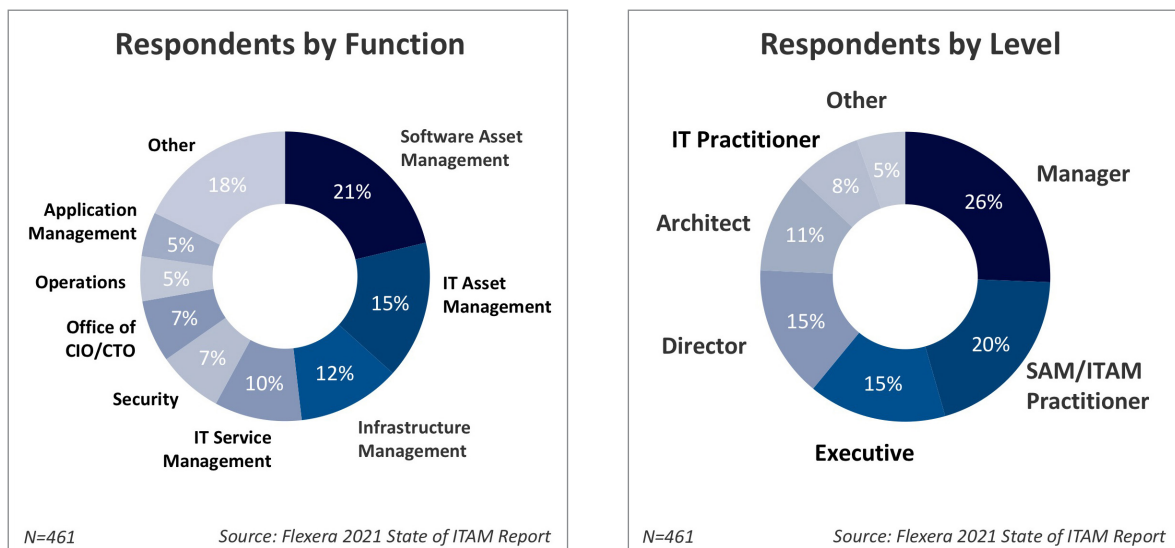 Respondents by Function
Software Asset
Management
21%
IT Asset
Management
15%
Infrastructure
Management
12%
IT Service
Management
10%
Security
7%
Office of
CIO/CTO
7%
Operations
5%
Application
Management
5%
Other
18%
N=461
Source: Flexera 2021 State of ITAM Report
Respondents by Level
Manager
26%
SAM/ITAM
Practitioner
20%
Executive
15%
Director
15%
Architect
11%
IT Practitioner
8%
Other
5%
N=461
Source: Flexera 2021 State of ITAM Report